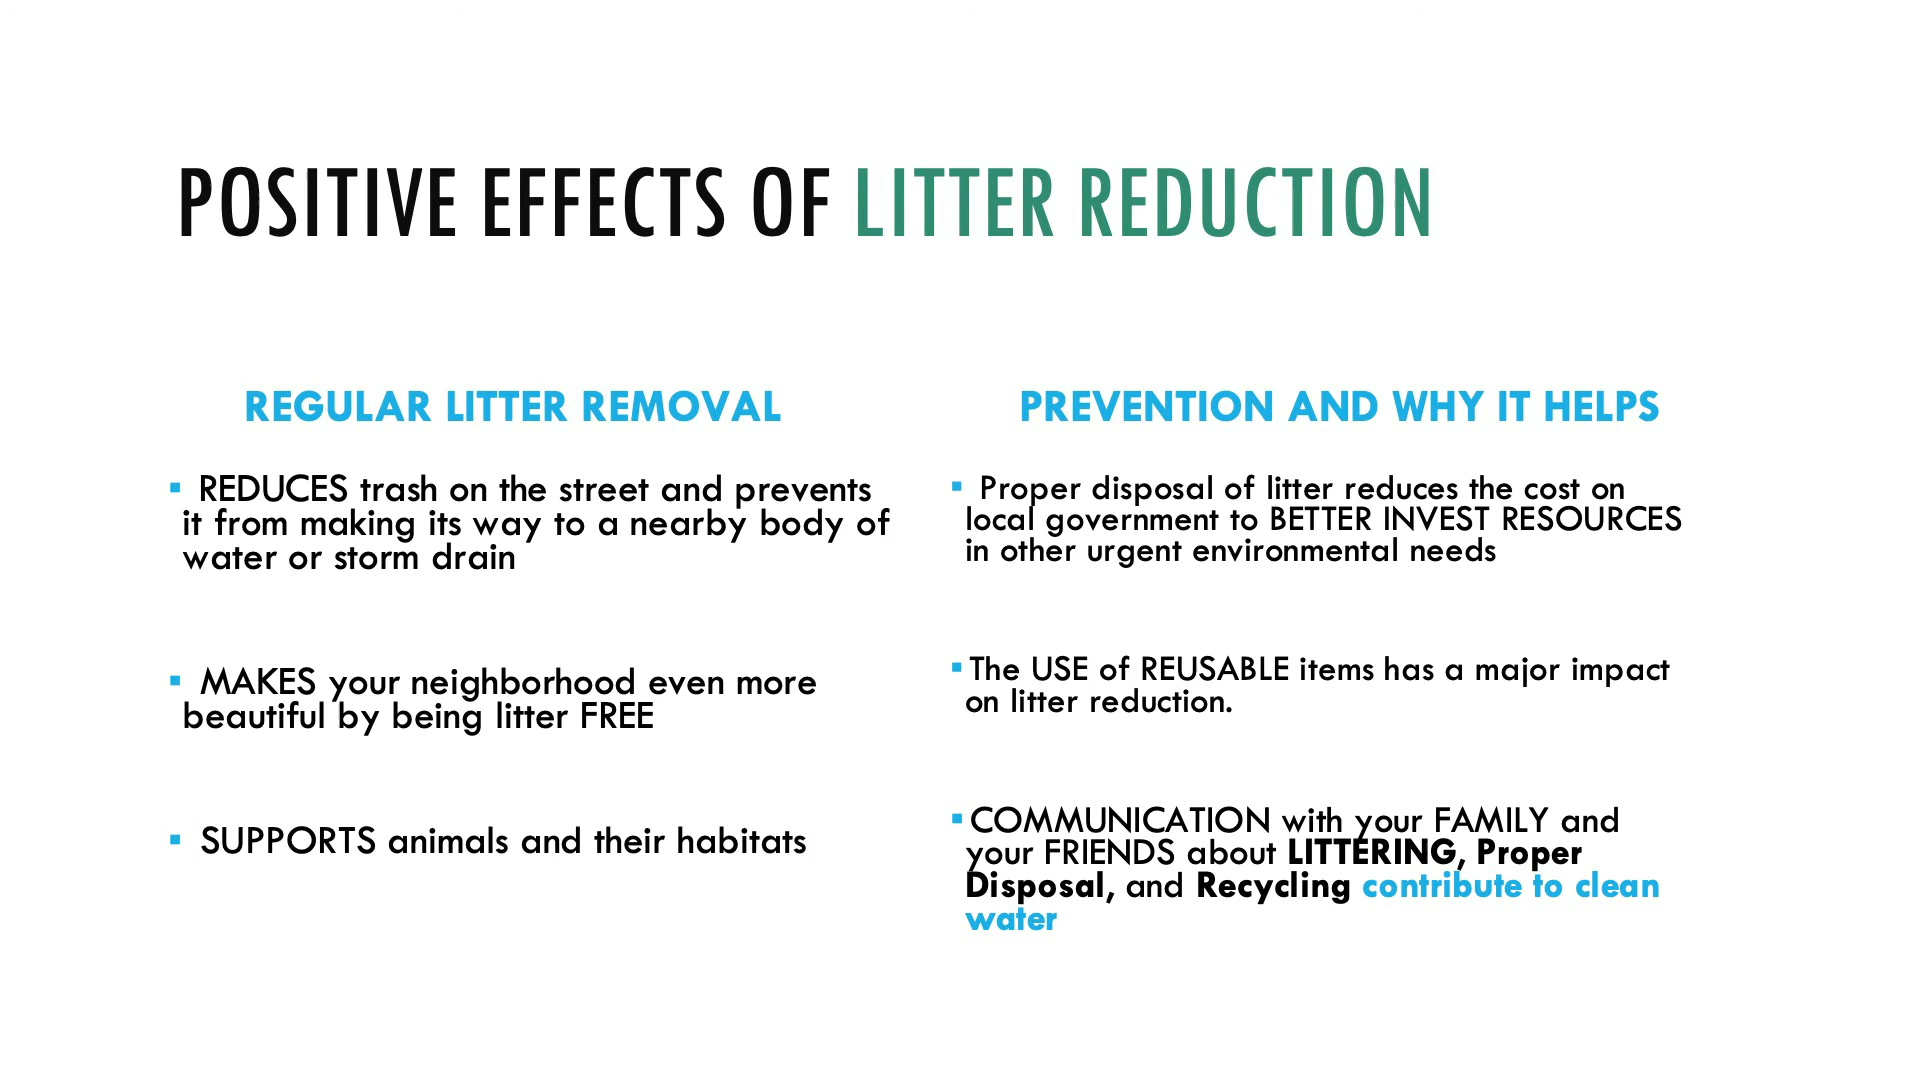 POSITIVE EFFECTS OF LITTER REDUCTION
REGULAR LITTER REMOVAL
▪ REDUCES trash on the street and prevents
it from making its way to a nearby body of
water or storm drain
▪ MAKES your neighborhood even more
beautiful by being litter FREE
▪ SUPPORTS animals and their habitats
PREVENTION AND WHY IT HELPS
▪ Proper disposal of litter reduces the cost on
local government to BETTER INVEST RESOURCES
in other urgent environmental needs
▪ The USE of REUSABLE items has a major impact
on litter reduction.
▪ COMMUNICATION with your FAMILY and
your FRIENDS about LITTERING, Proper
Disposal, and Recycling contribute to clean
water